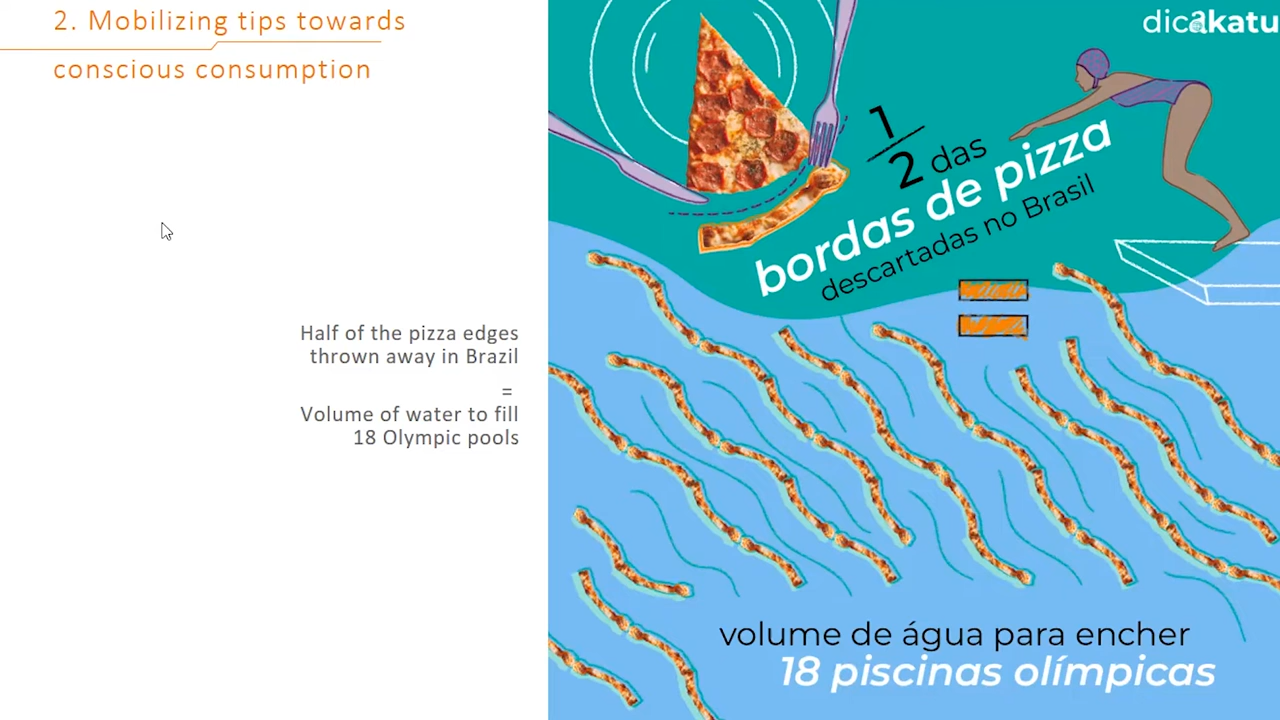 2. Mobilizing tips towards
conscious consumption
Half of the pizza edges
thrown away in Brazil
=
Volume of water to fill
18 Olympic pools
dicakatu
1
2 das
bordas de pizza
descartadas no Brasil
volume de água para encher
18 piscinas olímpicas